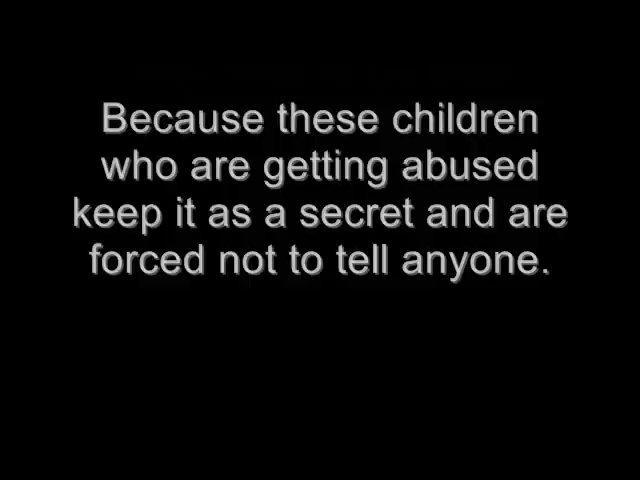 Because these children
who are getting abused
keep it as a secret and are
forced not to tell anyone.